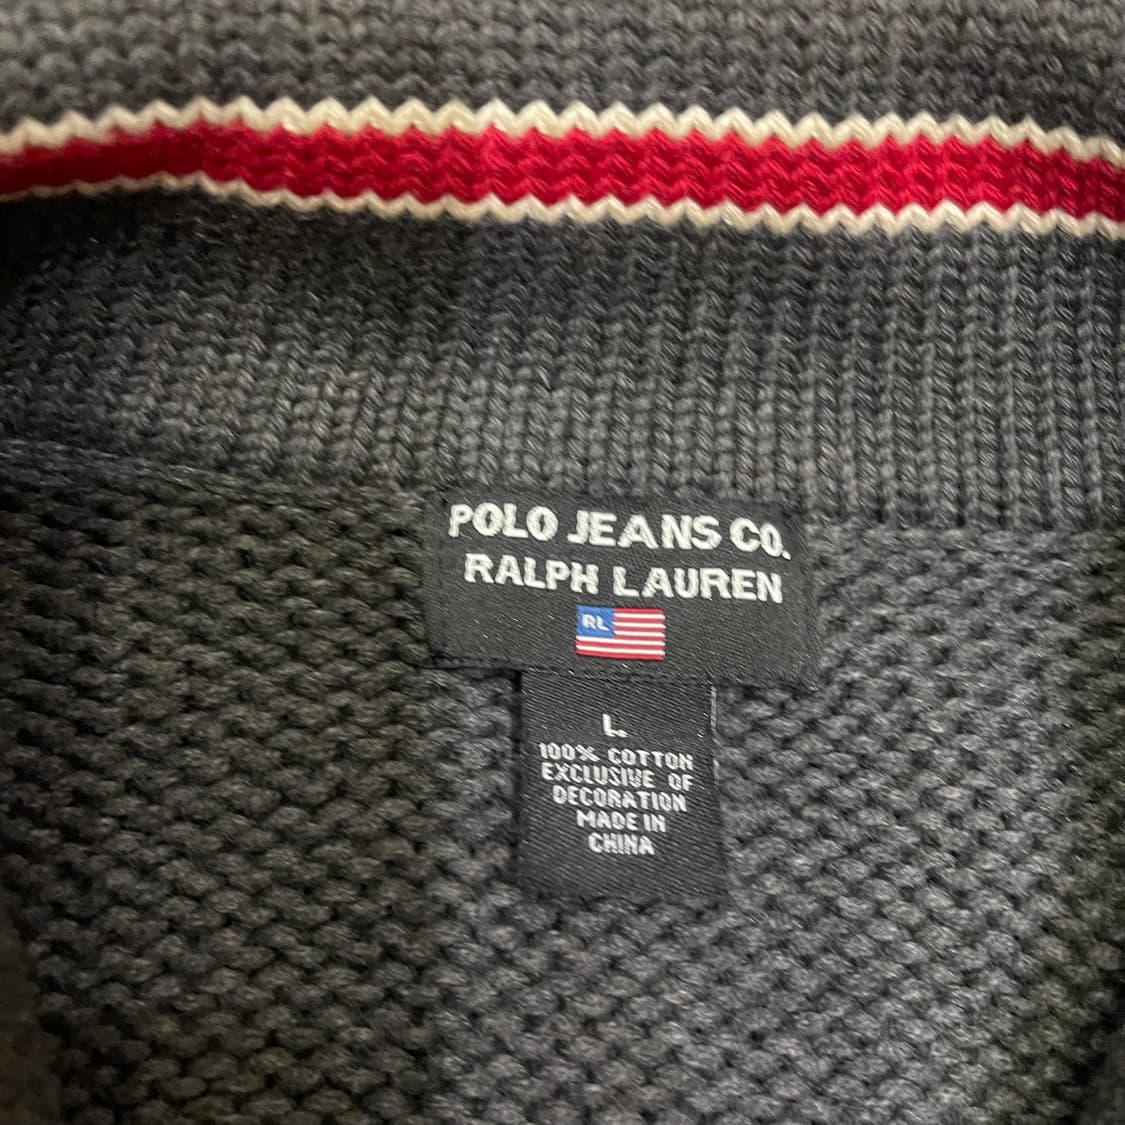 POLO JEANS CO.
RALPH LAUREN
RL
L
100% COTTON
EXCLUSIVE OF
DECORATION
MADE IN
CHINA